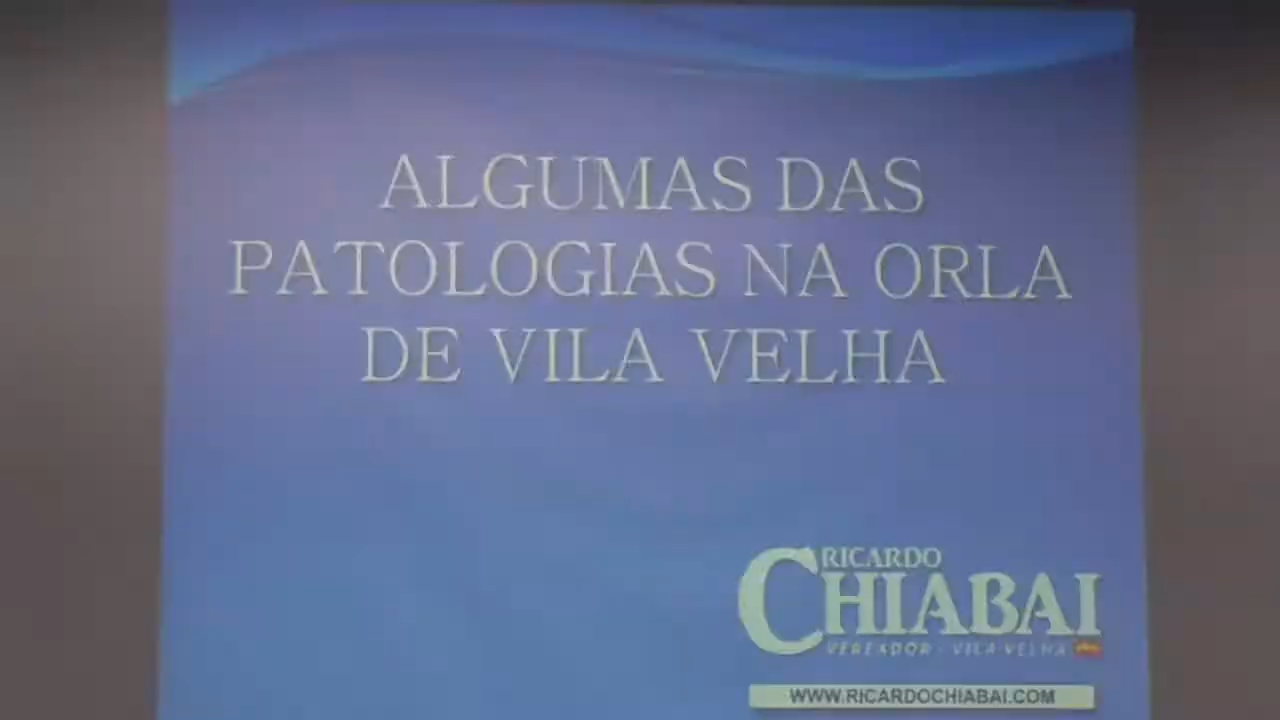 ALGUMAS DAS
PATOLOGIAS NA ORLA
DE VILA VELHA
RICARDO
CHIABAI
VEREADOR - VILA VELHA
WWW.RICARDOCHIABAI.COM